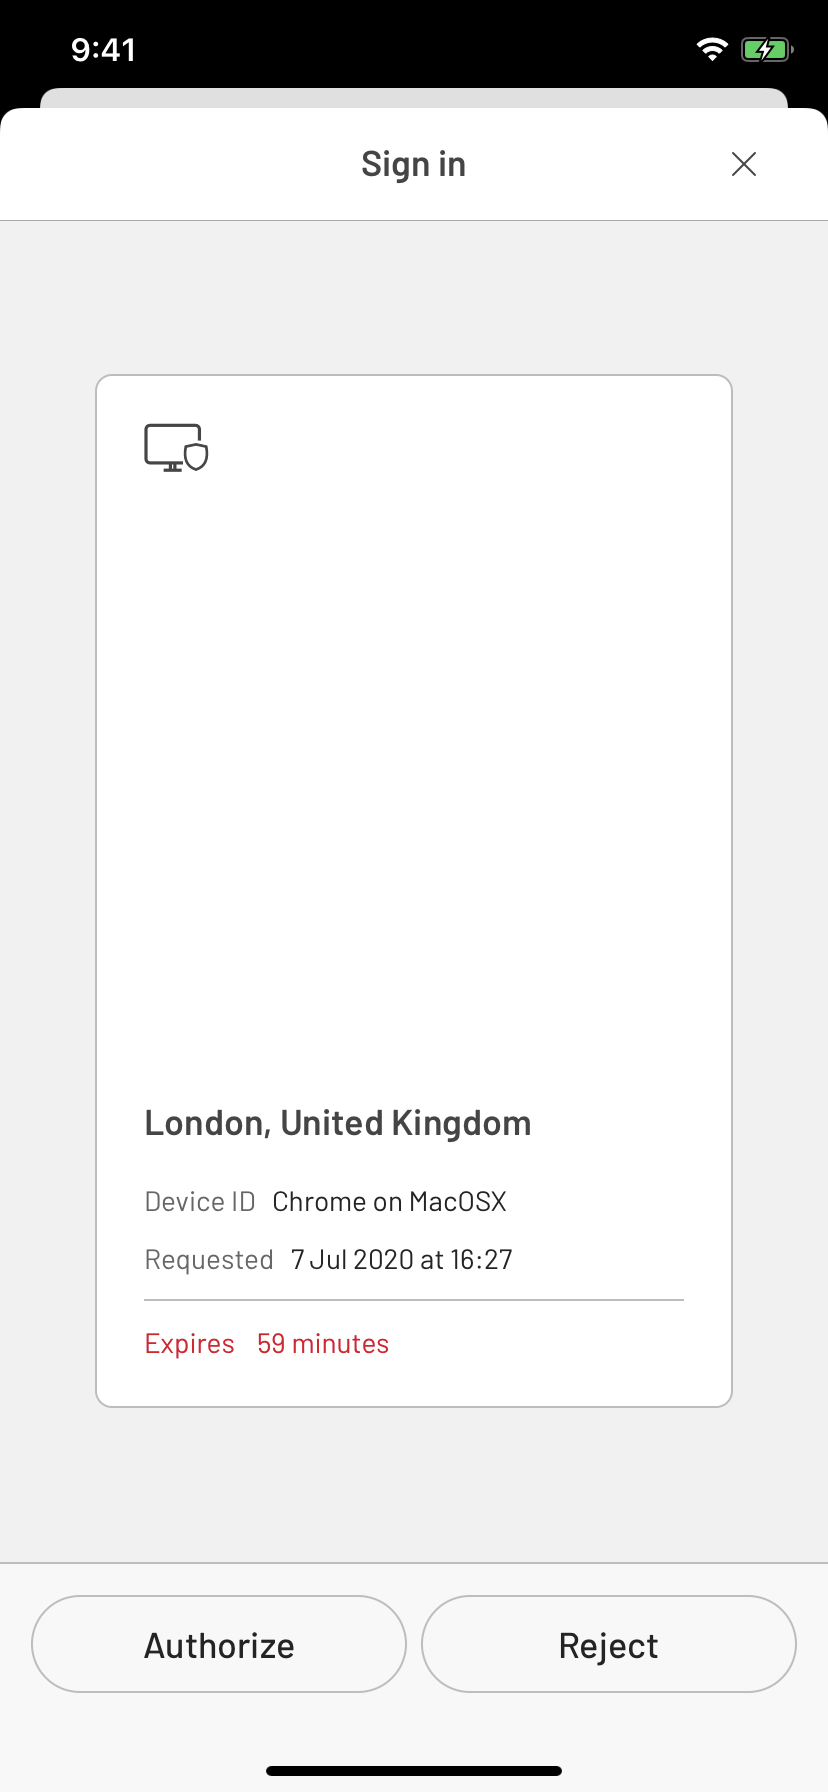 9:41
Sign in
London, United Kingdom
Device ID Chrome on MacOSX
Requested 7 Jul 2020 at 16:27
Expires 59 minutes
Authorize
Reject